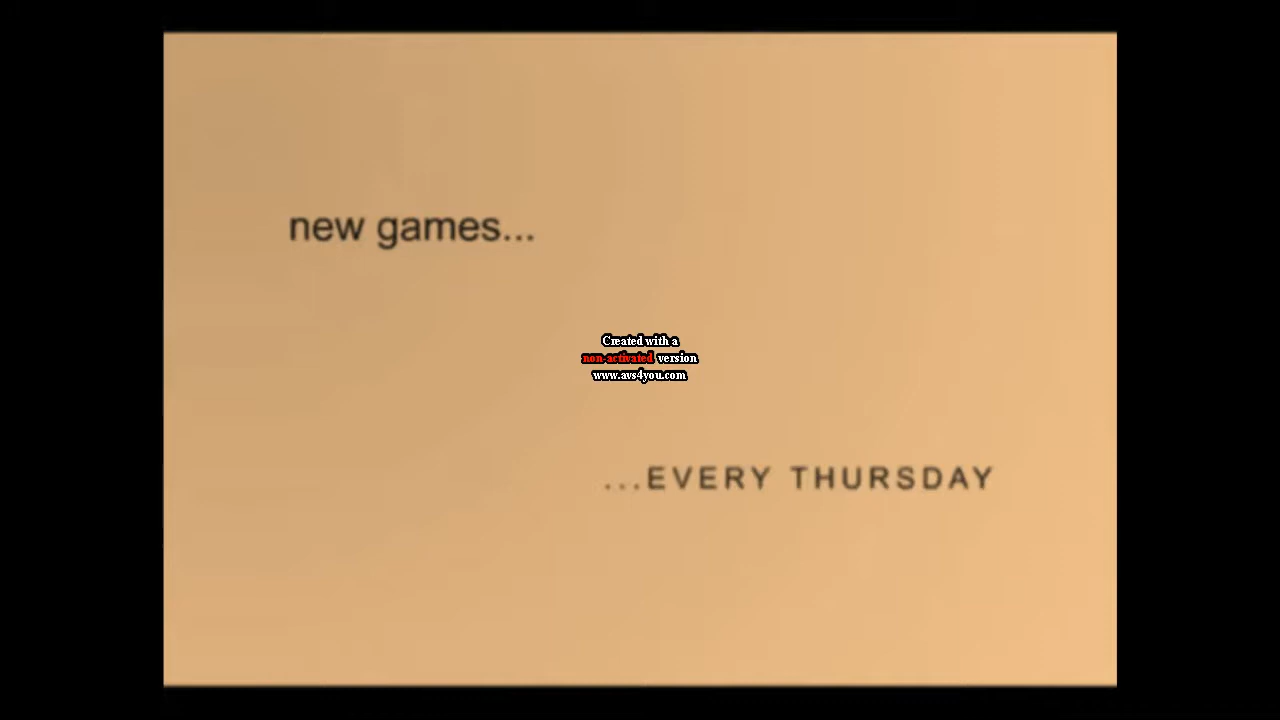 new games...
Created with a
non-activated version
www.avs4you.com
...EVERY THURSDAY